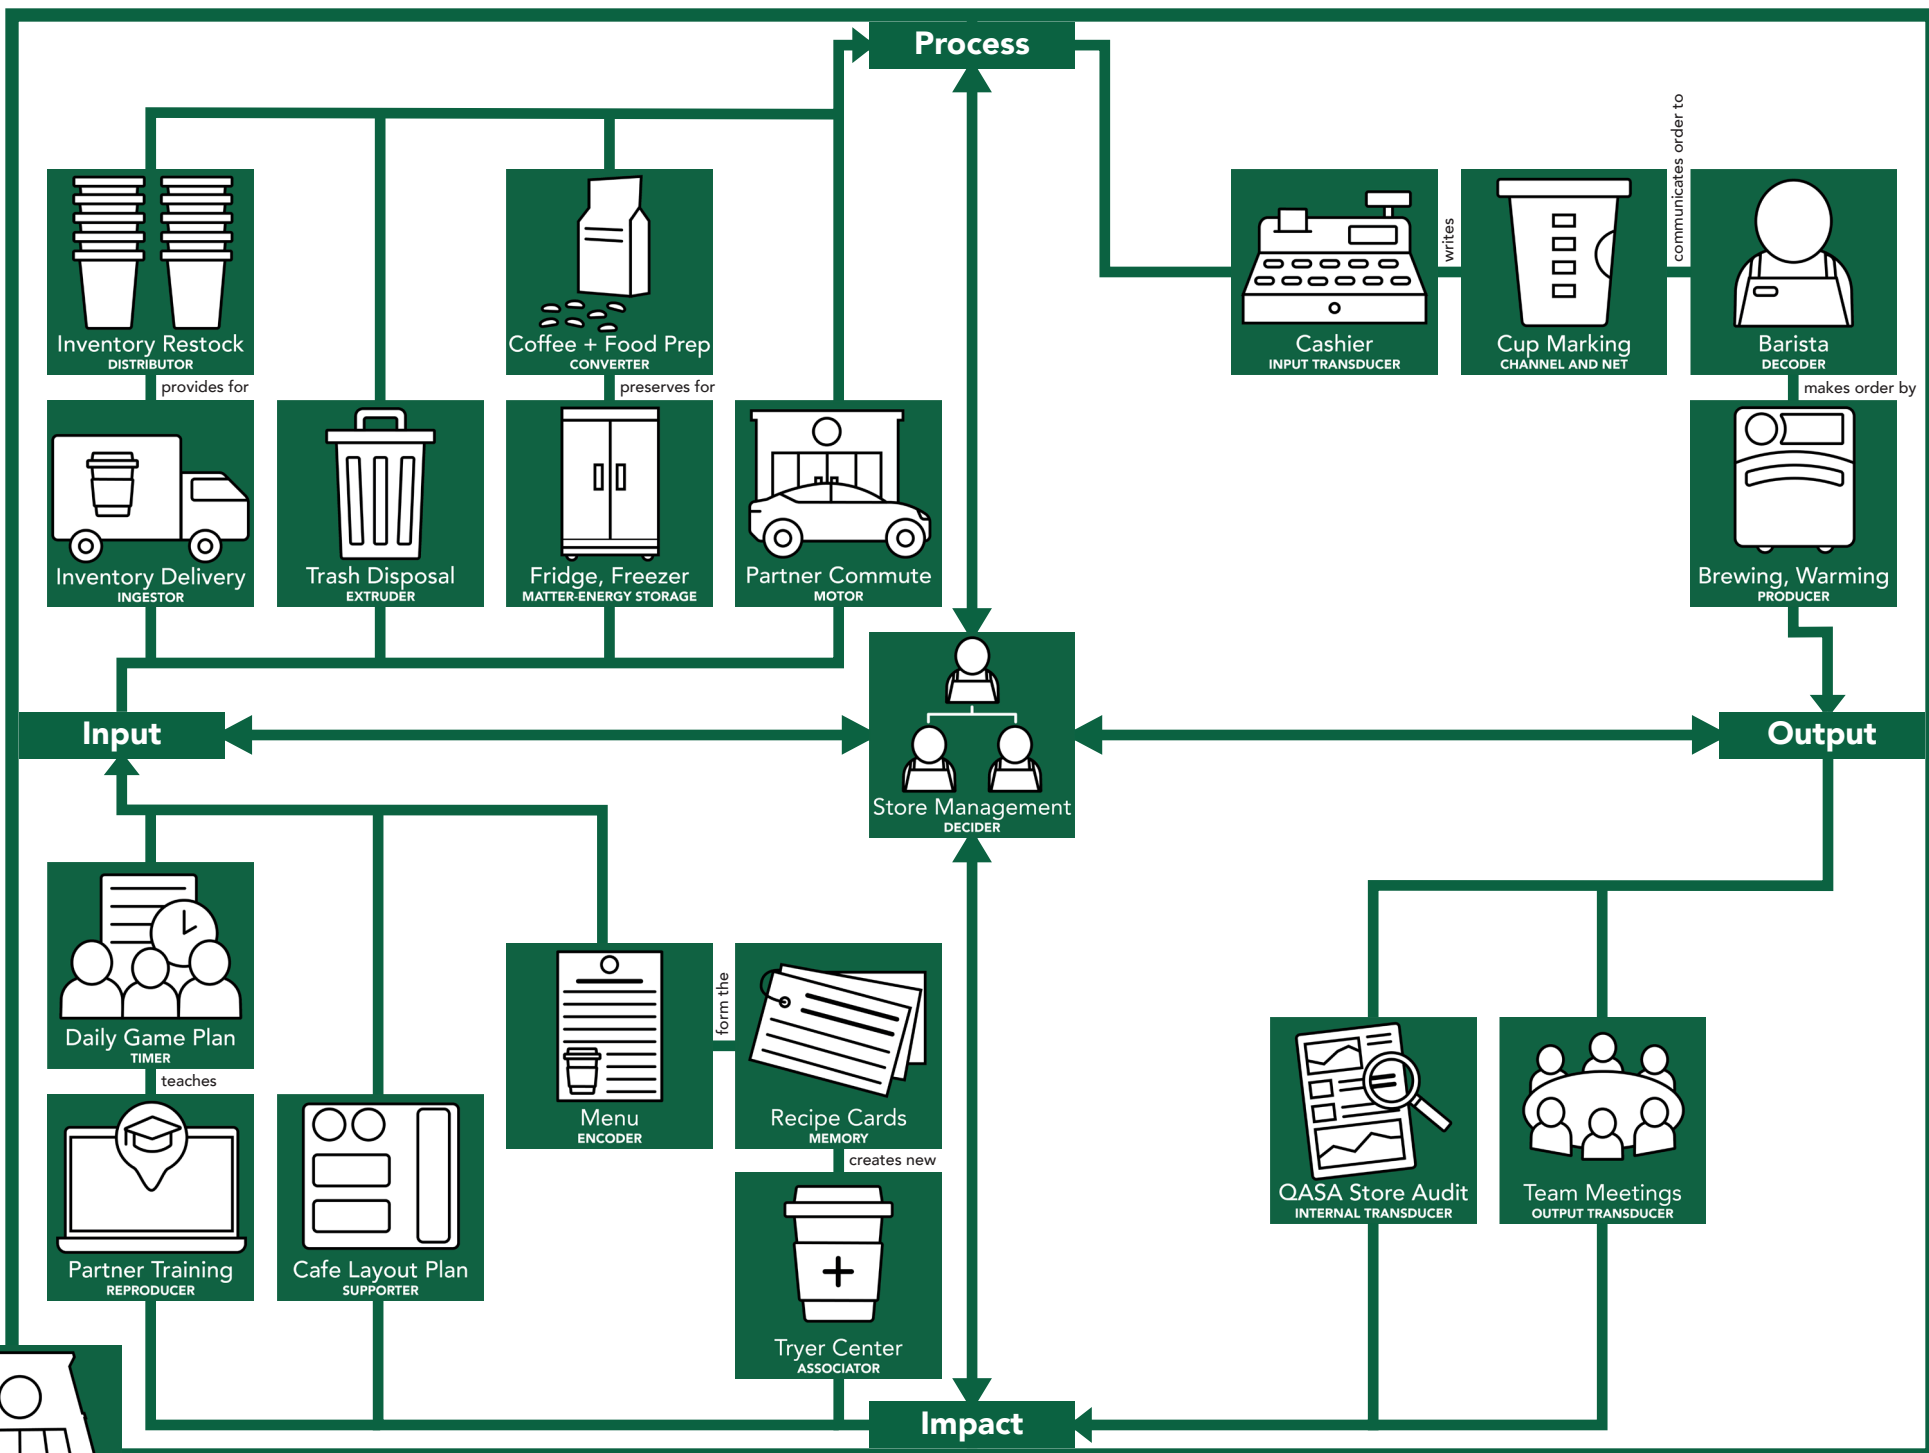 Process
communicates order to
writes
Inventory Restock
DISTRIBUTOR
Coffee + Food Prep
CONVERTER
Cashier
INPUT TRANSDUCER
Cup Marking
CHANNEL AND NET
Barista
DECODER
provides for
preserves for
makes order by
Inventory Delivery
INGESTOR
Trash Disposal
EXTRUDER
Fridge, Freezer
MATTER-ENERGY STORAGE
Partner Commute
MOTOR
Brewing, Warming
PRODUCER
Input
Output
Store Management
DECIDER
Daily Game Plan
TIMER
teaches
form the
Partner Training
REPRODUCER
Cafe Layout Plan
SUPPORTER
Menu
ENCODER
Recipe Cards
MEMORY
creates new
Tryer Center
ASSOCIATOR
QASA Store Audit
INTERNAL TRANSDUCER
Team Meetings
OUTPUT TRANSDUCER
Impact